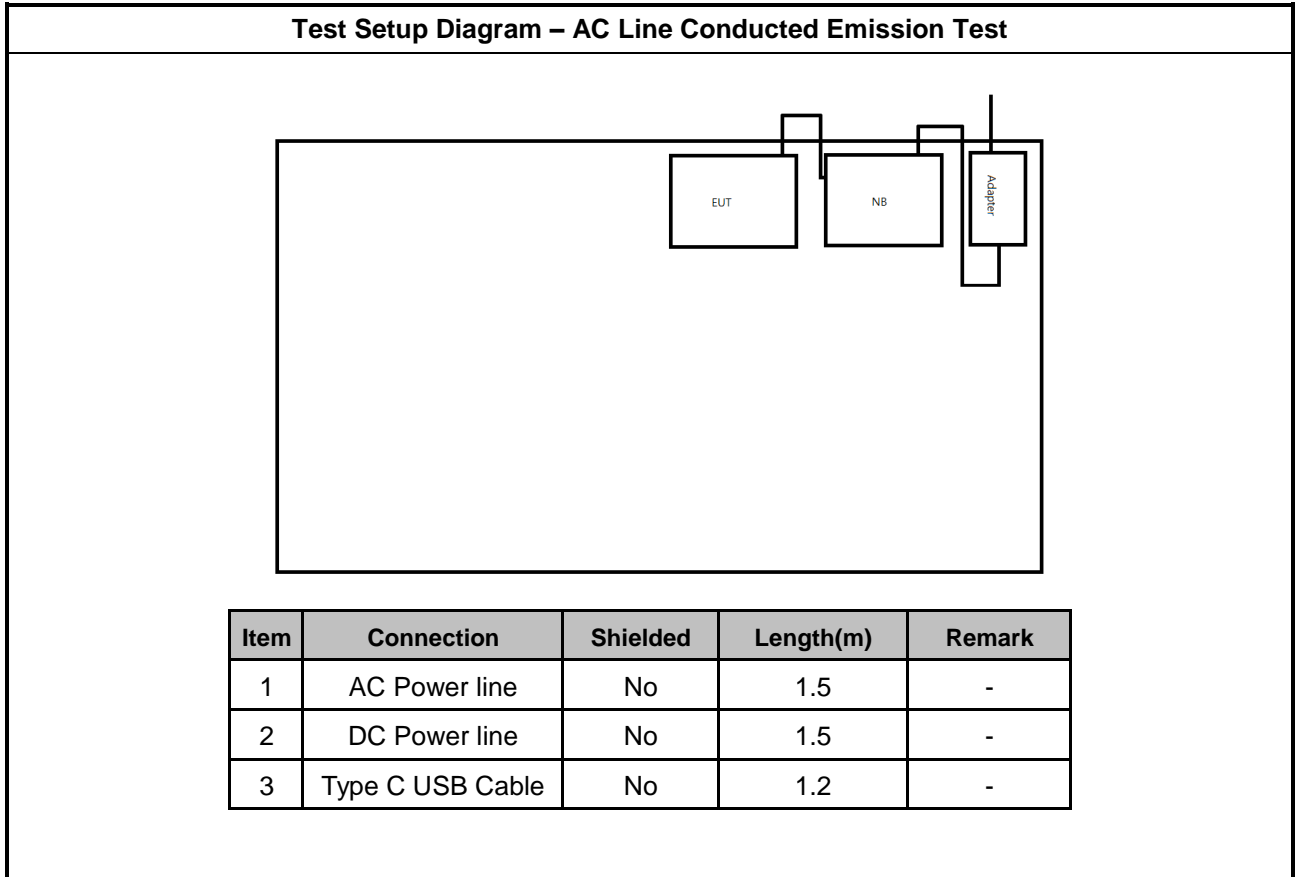 Test Setup Diagram – AC Line Conducted Emission Test
EUT
NB
Adapter
Item Connection Shielded Length(m) Remark
1 AC Power line No 1.5 -
2 DC Power line No 1.5 -
3 Type C USB Cable No 1.2 -